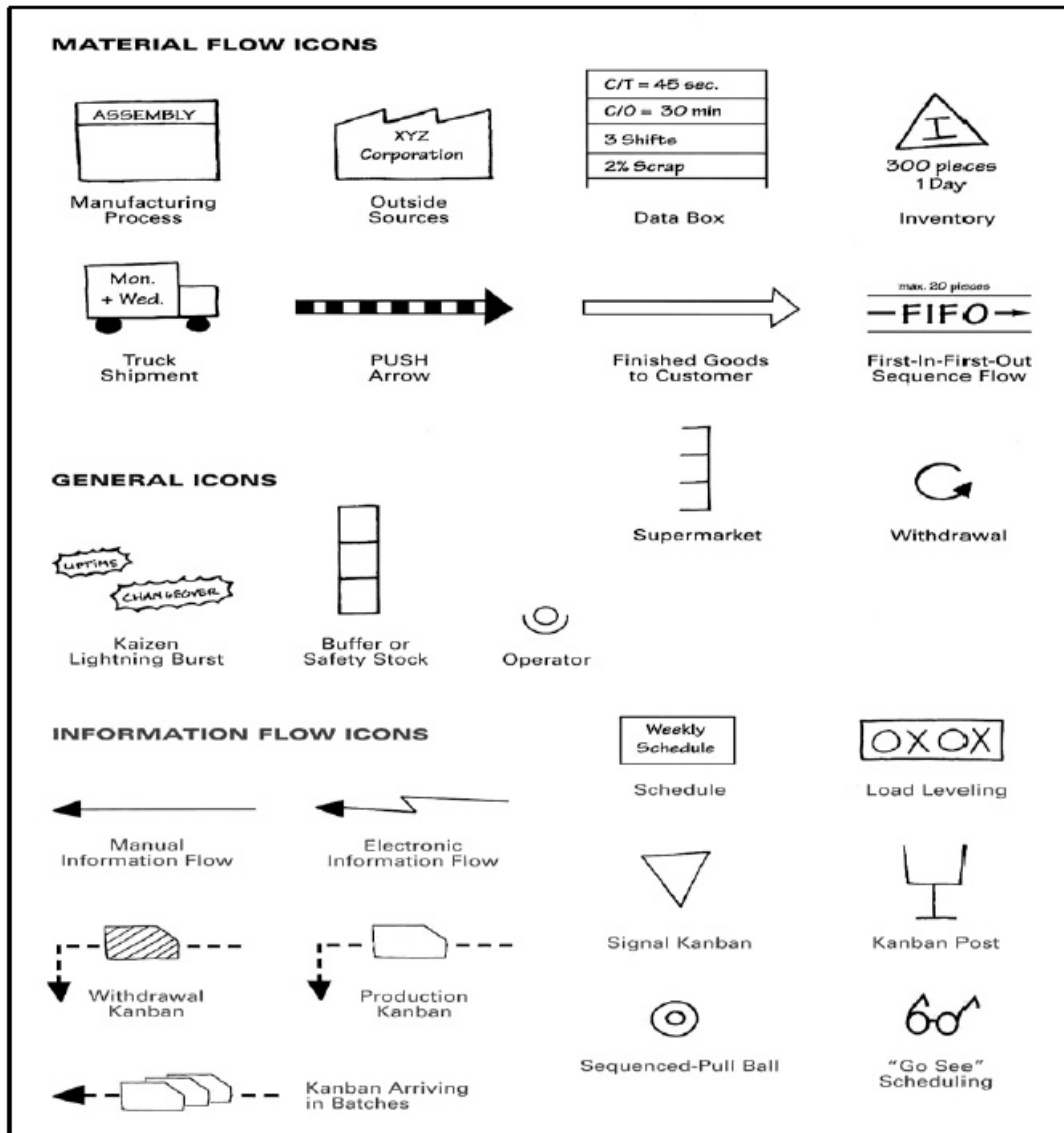 MATERIAL FLOW ICONS
ASSEMBLY
Manufacturing
Process
XYZ
Corporation
Outside
Sources
C/T = 45 sec.
C/O = 30 min
3 Shifts
2% Scrap
Data Box
I
300 pieces
1 Day
Inventory
Mon.
+ Wed.
Truck
Shipment
PUSH
Arrow
Finished Goods
to Customer
max. 20 pieces
FIFO
First-In-First-Out
Sequence Flow
Supermarket
Withdrawal
GENERAL ICONS
UPTIME
CHANGEOVER
Kaizen
Lightning Burst
Buffer or
Safety Stock
Operator
INFORMATION FLOW ICONS
Manual
Information Flow
Electronic
Information Flow
Weekly
Schedule
Schedule
OXOX
Load Leveling
Signal Kanban
Kanban Post
Withdrawal
Kanban
Production
Kanban
Sequenced-Pull Ball
"Go See"
Scheduling
Kanban Arriving
in Batches